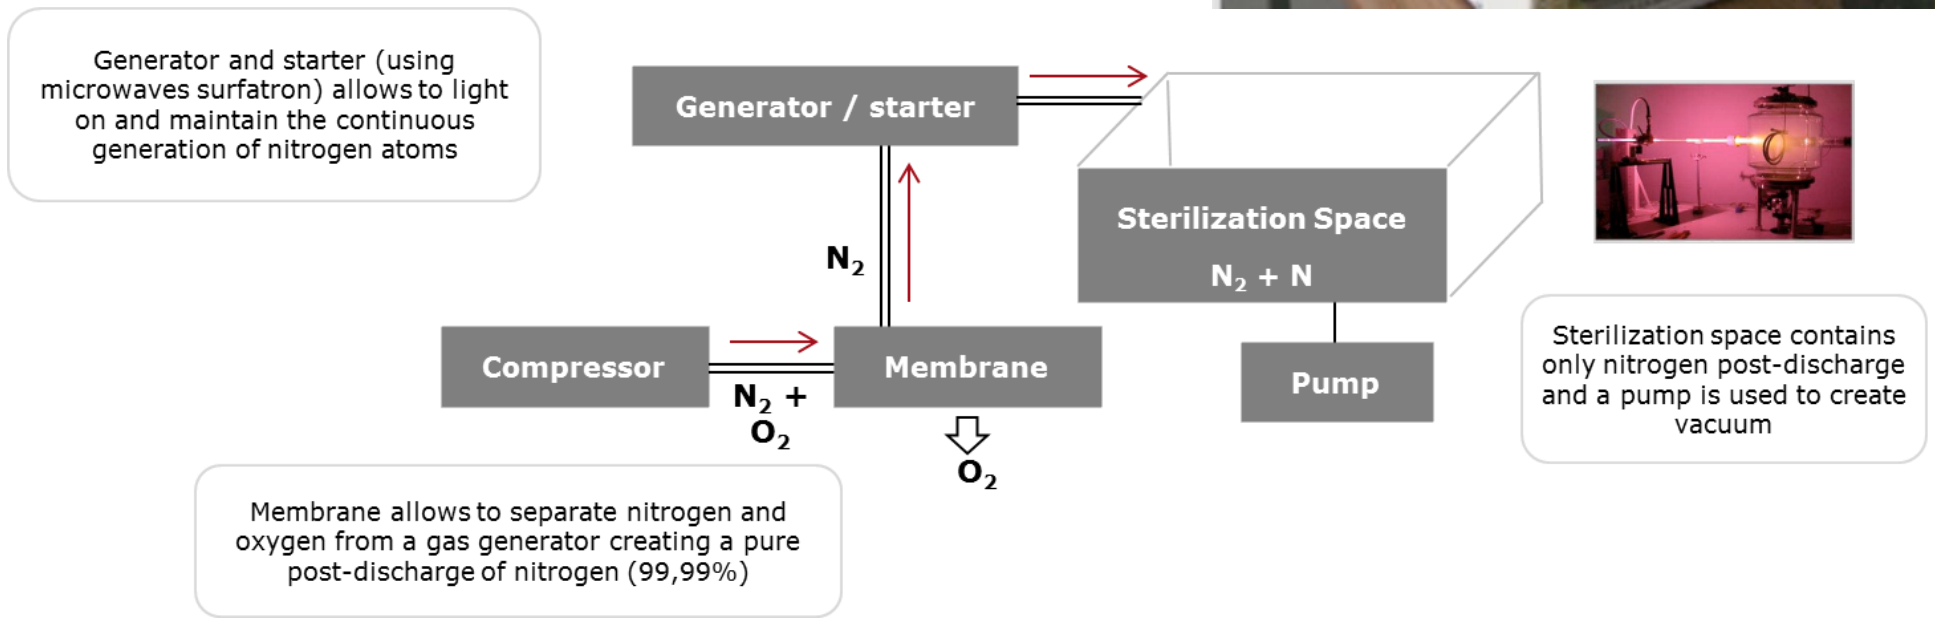 Generator and starter (using
microwaves surfatron) allows to light
on and maintain the continuous
generation of nitrogen atoms
Generator / starter
Sterilization Space
N₂ + N
N₂
Compressor
N₂ +
O₂
Membrane
O₂
Pump
Sterilization space contains
only nitrogen post-discharge
and a pump is used to create
vacuum
Membrane allows to separate nitrogen and
oxygen from a gas generator creating a pure
post-discharge of nitrogen (99,99%)